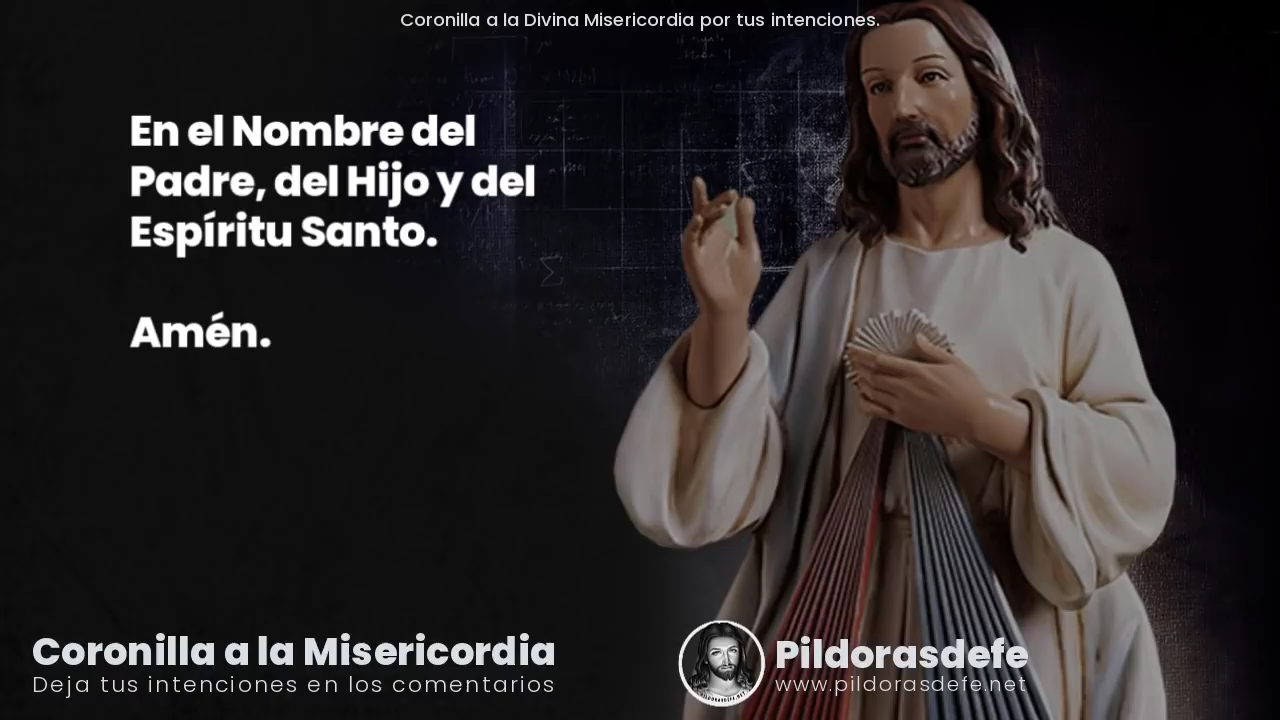 Coronilla a la Divina Misericordia por tus intenciones.
En el Nombre del
Padre, del Hijo y del
Espíritu Santo.
Amén.
Coronilla a la Misericordia
Deja tus intenciones en los comentarios
Pildorasdefe
www.pildorasdefe.net